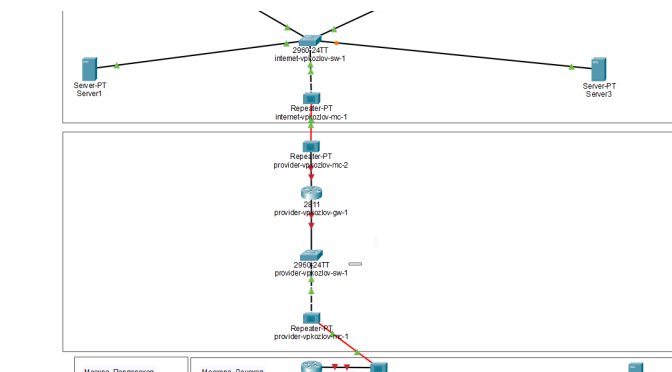 2960-24TT
internet-vpkozlov-sw-1
Server-PT
Server1
Server-PT
Server3
Repeater-PT
internet-vpkozlov-mc-1
Repeater-PT
provider-vpkozlov-mc-2
2811
provider-vpkozlov-gw-1
2960-24TT
provider-vpkozlov-sw-1
Repeater-PT
provider-vpkozlov-mc-1